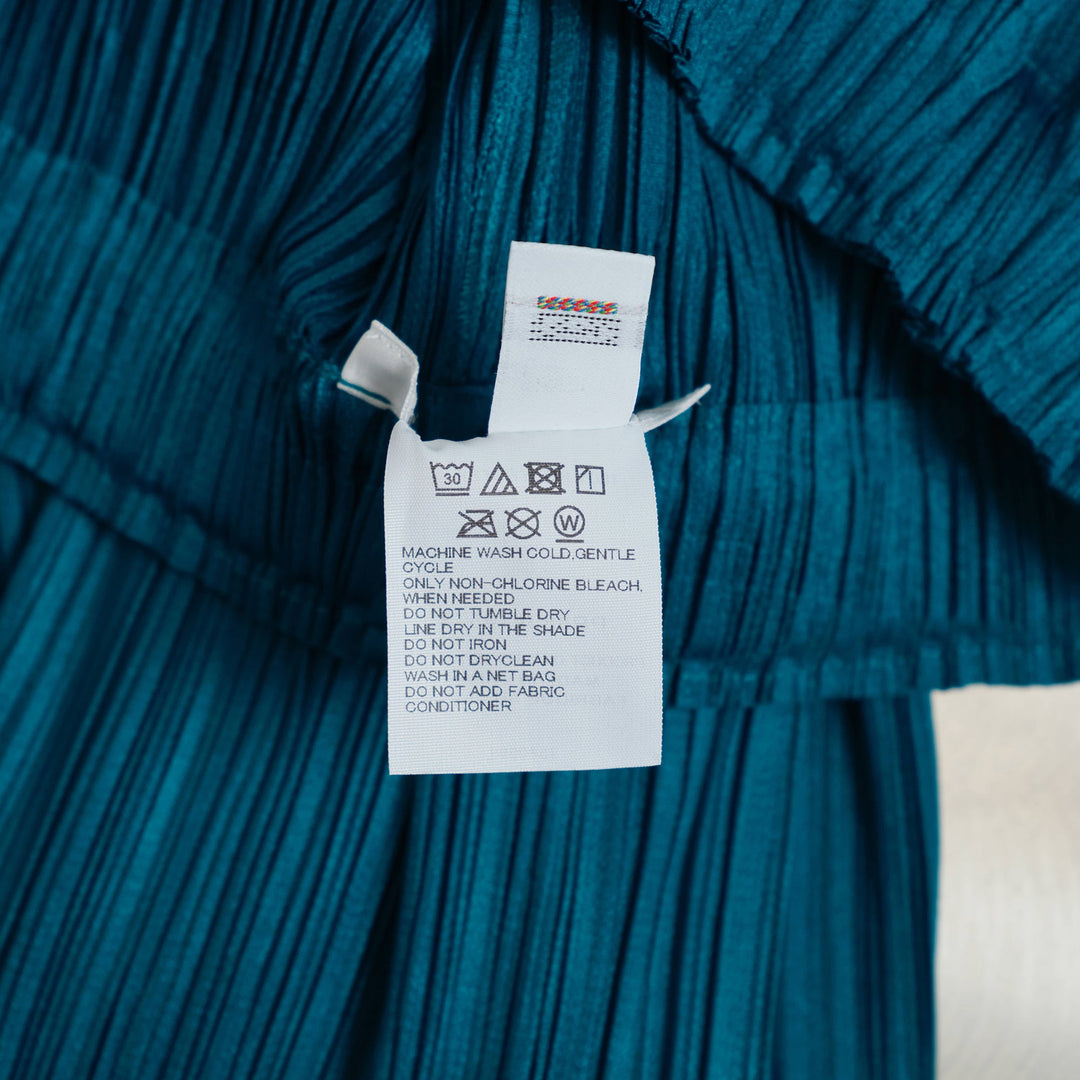 30
W
MACHINE WASH COLD,GENTLE
CYCLE
ONLY NON-CHLORINE BLEACH,
WHEN NEEDED
DO NOT TUMBLE DRY
LINE DRY IN THE SHADE
DO NOT IRON
DO NOT DRYCLEAN
WASH IN A NET BAG
DO NOT ADD FABRIC
CONDITIONER